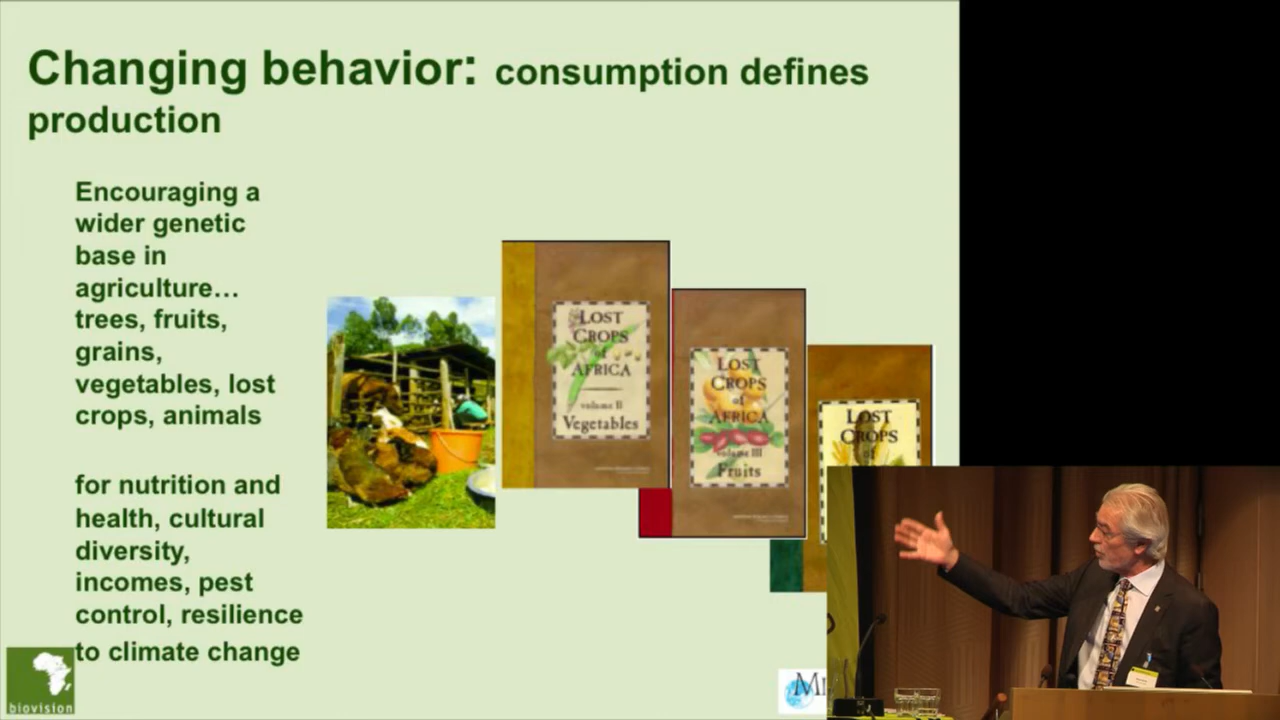 Changing behavior: consumption defines
production
Encouraging a
wider genetic
base in
agriculture…
trees, fruits,
grains,
vegetables, lost
crops, animals
for nutrition and
health, cultural
diversity,
incomes, pest
control, resilience
to climate change
LOST
CROPS
of
AFRICA
volume II
Vegetables
LOST
CROPS
of
AFRICA
volume III
Fruits
LOST
CROPS
of
biovision